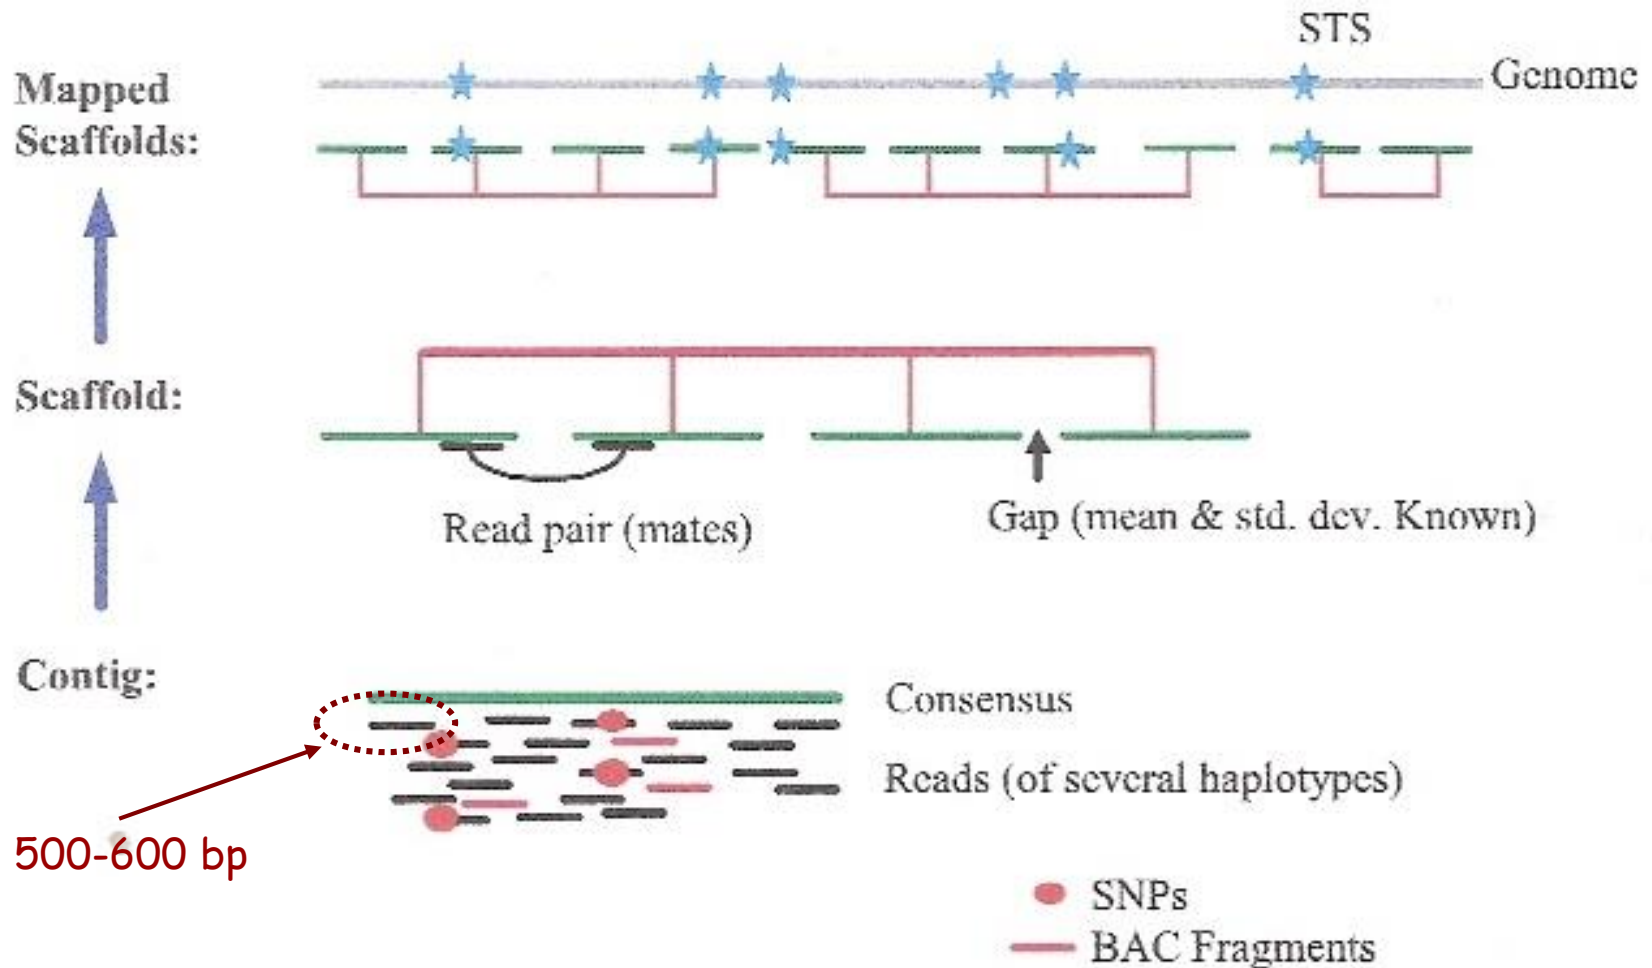 STS
Genome
Mapped
Scaffolds:
Scaffold:
Read pair (mates)
Gap (mean & std. dev. Known)
Contig:
Consensus
Reads (of several haplotypes)
500-600 bp
SNPs
BAC Fragments